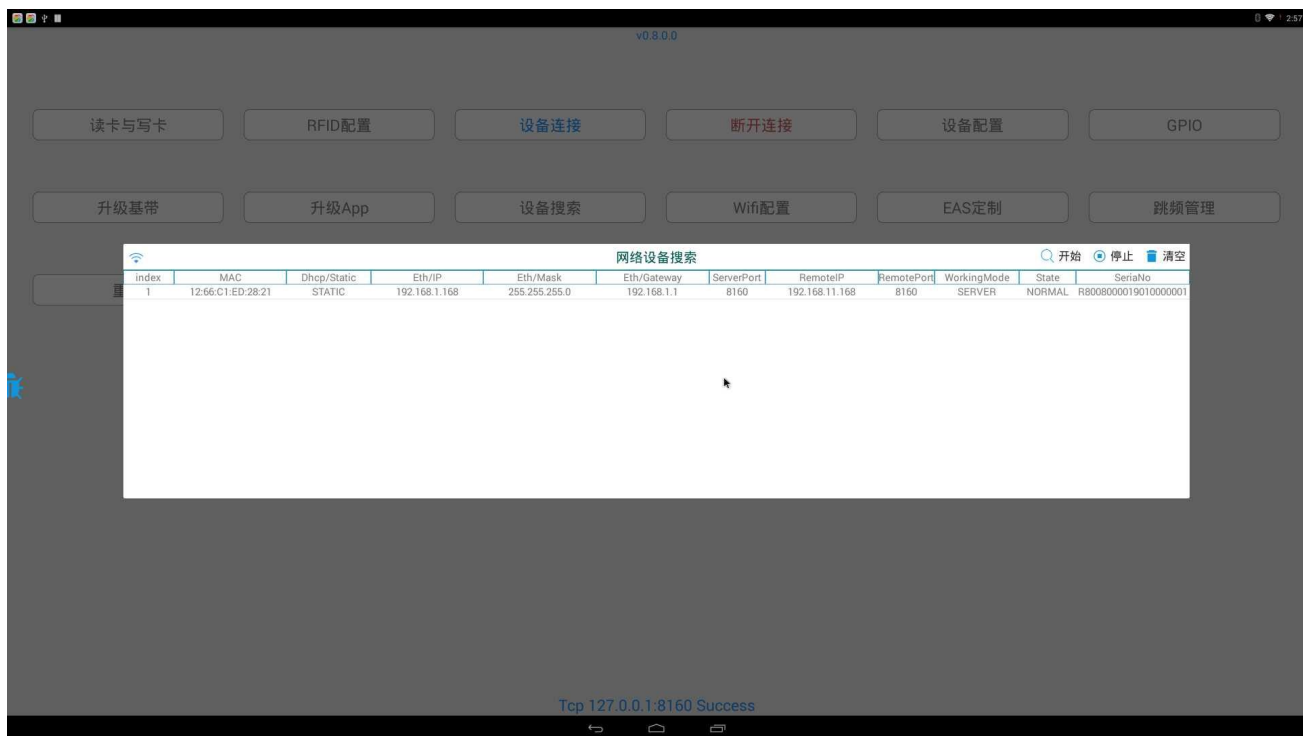 2:57
v0.8.0.0
读卡与写卡 RFID配置 设备连接 断开连接 设备配置 GPIO
升级基带 升级App 设备搜索 Wifi配置 EAS定制 跳频管理
网络设备搜索 开始 停止 清空
index MAC Dhcp/Static Eth/IP Eth/Mask Eth/Gateway ServerPort RemoteIP RemotePort WorkingMode State SeriaNo
重
1 12:66:C1:ED:28:21 STATIC 192.168.1.168 255.255.255.0 192.168.1.1 8160 192.168.11.168 8160 SERVER NORMAL R8008000019010000001
Tcp 127.0.0.1:8160 Success